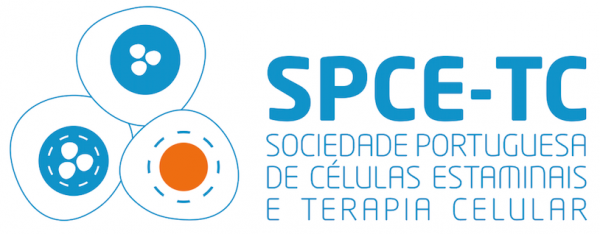 SPCE-TC
SOCIEDADE PORTUGUESA
DE CÉLULAS ESTAMINAIS
E TERAPIA CELULAR